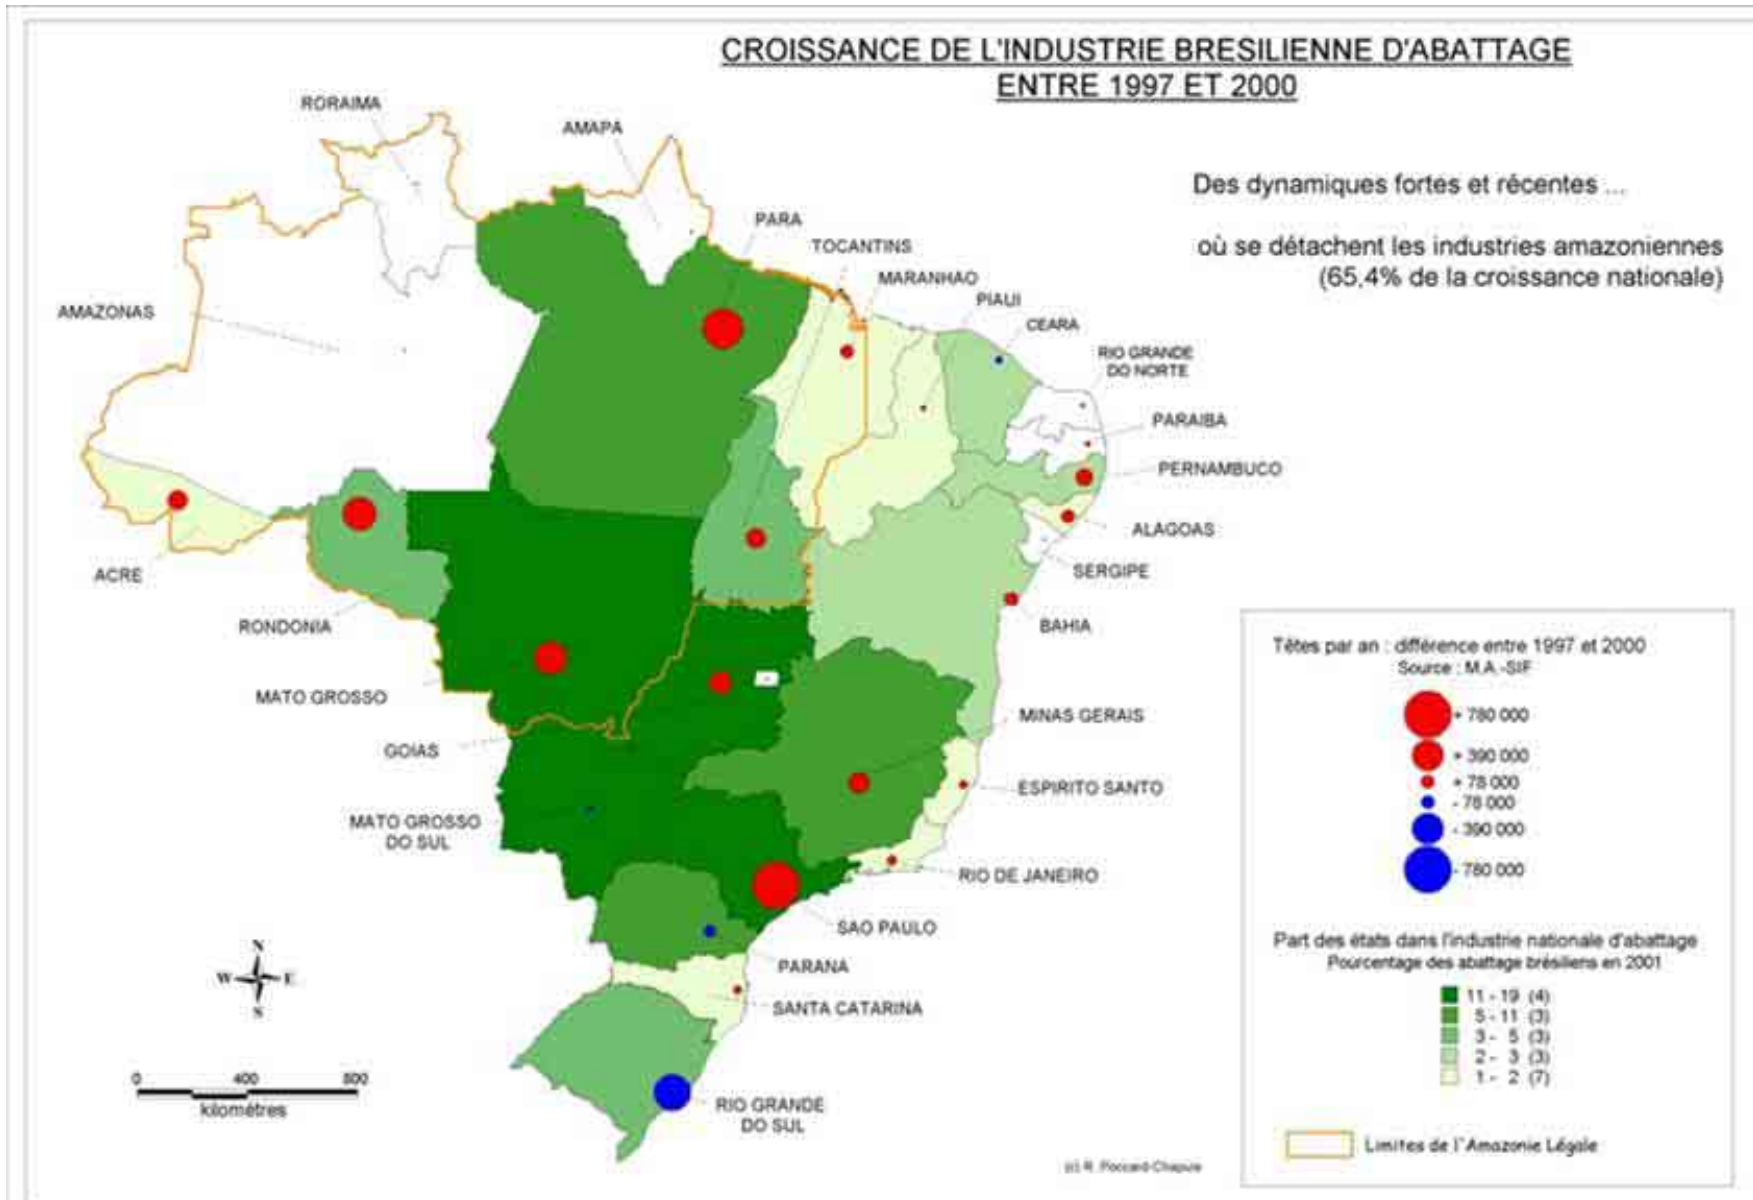 CROISSANCE DE L'INDUSTRIE BRESILIENNE D'ABATTAGE
ENTRE 1997 ET 2000
Des dynamiques fortes et récentes ...
où se détachent les industries amazoniennes
(65,4% de la croissance nationale)
RORAIMA
AMAPA
PARA
TOCANTINS
MARANHAO
PIAUI
CEARA
RIO GRANDE
DO NORTE
PARAIBA
PERNAMBUCO
ALAGOAS
SERGIPE
BAHIA
AMAZONAS
ACRE
RONDONIA
MATO GROSSO
GOIAS
MINAS GERAIS
ESPIRITO SANTO
MATO GROSSO
DO SUL
RIO DE JANEIRO
SAO PAULO
PARANA
SANTA CATARINA
RIO GRANDE
DO SUL
N
W E
S
0 400 800
kilométres
Têtes par an : différence entre 1997 et 2000
Source : M.A.-SIF
+ 780 000
+ 390 000
+ 78 000
- 78 000
- 390 000
- 780 000
Part des états dans l'industrie nationale d'abattage
Pourcentage des abattage brésiliens en 2001
11 - 19 (4)
5 - 11 (3)
3 - 5 (3)
2 - 3 (3)
1 - 2 (7)
Limites de l'Amazonie Légale
(c) R. Poccard-Chapuis